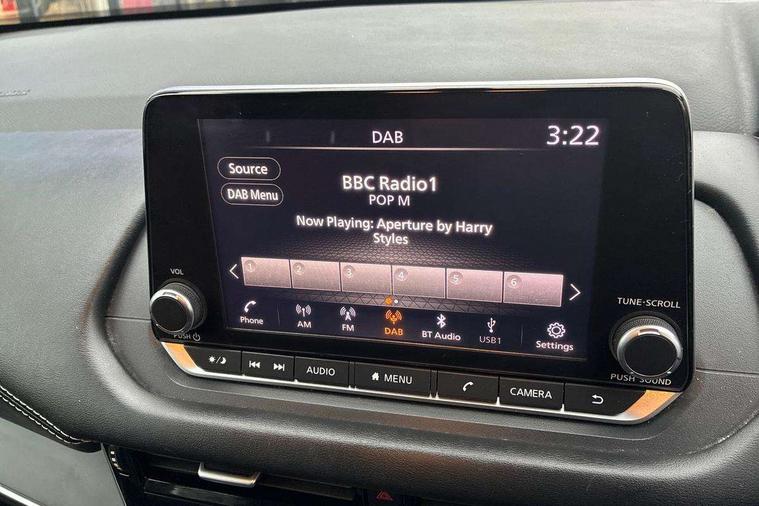 DAB
3:22
Source
DAB Menu
BBC Radio1
POP M
Now Playing: Aperture by Harry
Styles
1 2 3 4 5 6
Phone AM FM DAB BT Audio USB1 Settings
VOL
PUSH
TUNE·SCROLL
PUSH SOUND
AUDIO MENU CAMERA